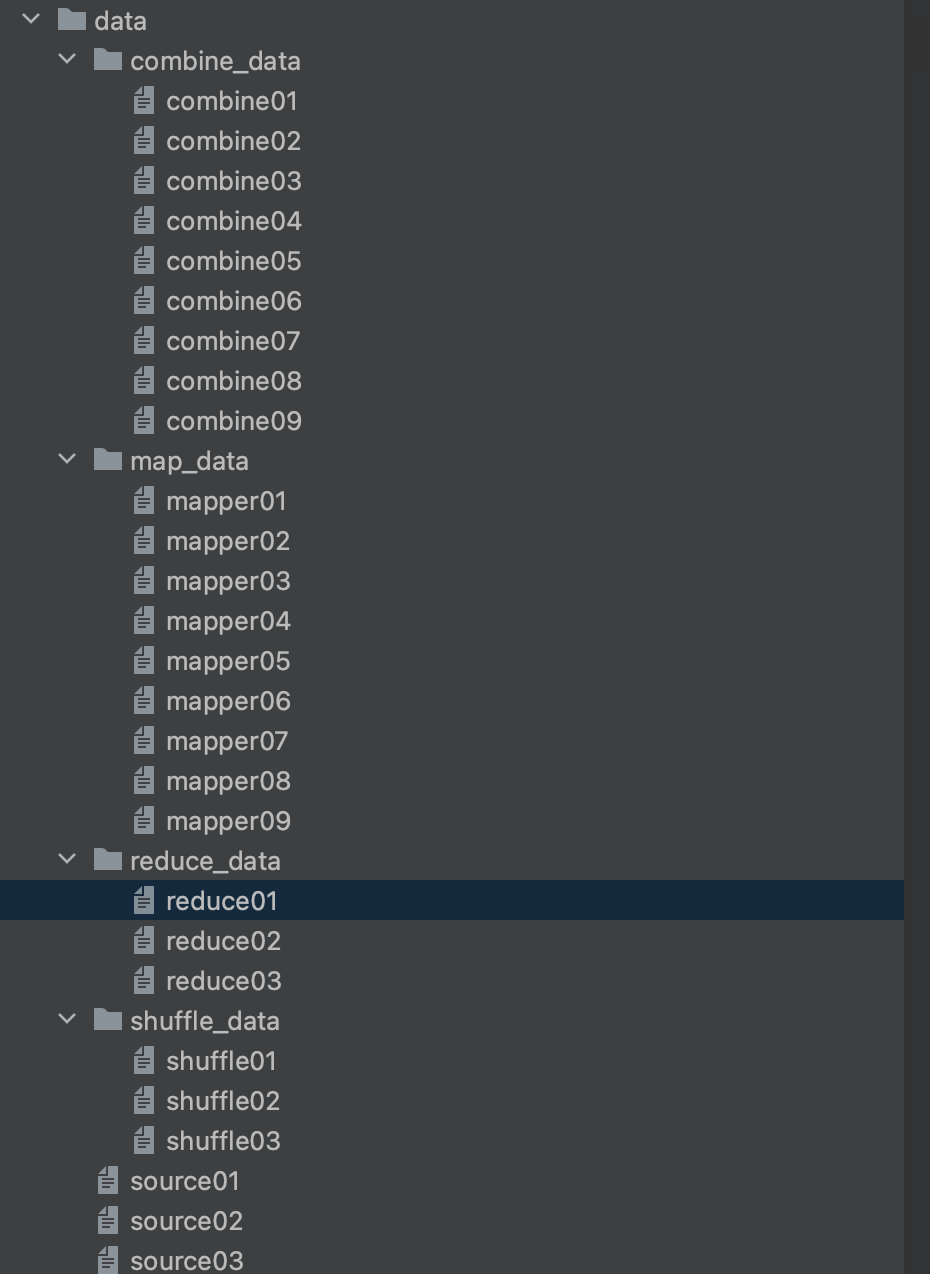 data
combine_data
combine01
combine02
combine03
combine04
combine05
combine06
combine07
combine08
combine09
map_data
mapper01
mapper02
mapper03
mapper04
mapper05
mapper06
mapper07
mapper08
mapper09
reduce_data
reduce01
reduce02
reduce03
shuffle_data
shuffle01
shuffle02
shuffle03
source01
source02
source03